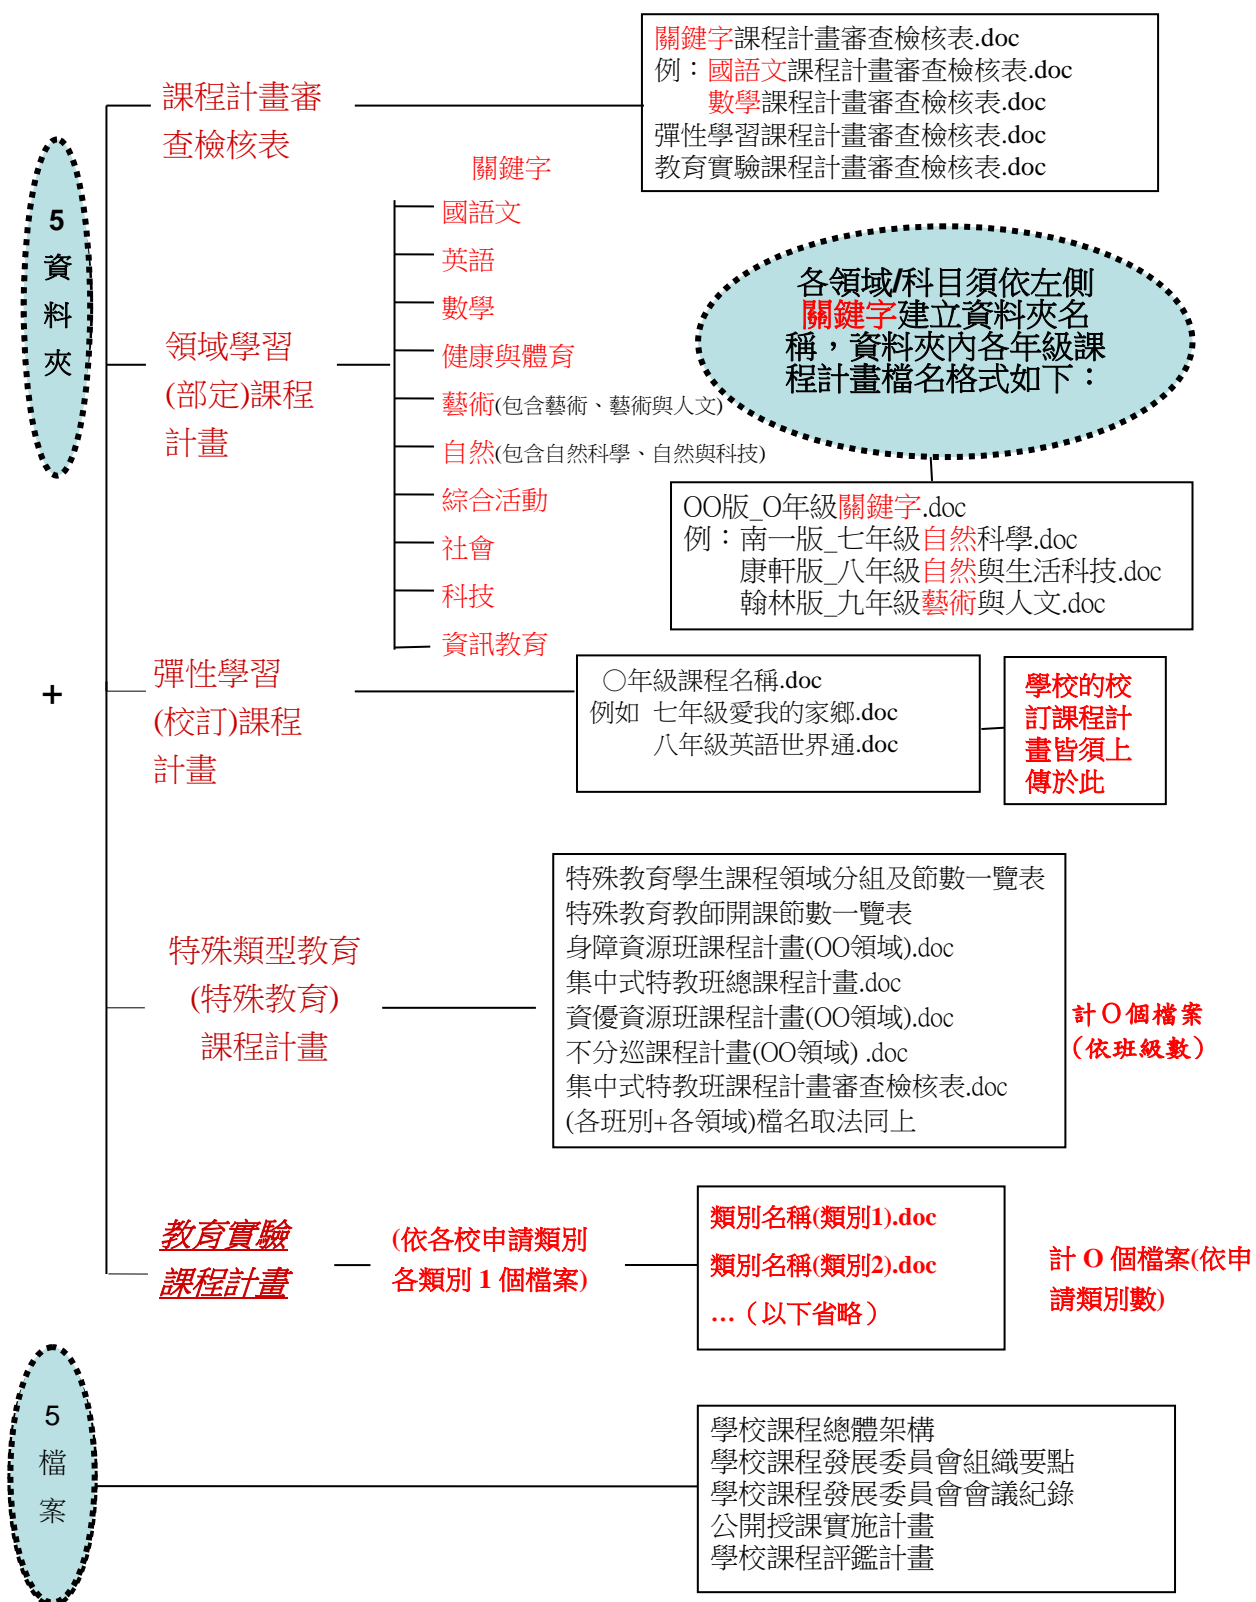 5
資
料
夾
+
課程計畫審
查檢核表
關鍵字課程計畫審查檢核表.doc
例：國語文課程計畫審查檢核表.doc
數學課程計畫審查檢核表.doc
彈性學習課程計畫審查檢核表.doc
教育實驗課程計畫審查檢核表.doc
領域學習
(部定)課程
計畫
關鍵字
國語文
英語
數學
健康與體育
藝術(包含藝術、藝術與人文)
自然(包含自然科學、自然與科技)
綜合活動
社會
科技
資訊教育
各領域/科目須依左側
關鍵字建立資料夾名
稱，資料夾內各年級課
程計畫檔名格式如下：
OO版_O年級關鍵字.doc
例：南一版_七年級自然科學.doc
康軒版_八年級自然與生活科技.doc
翰林版_九年級藝術與人文.doc
彈性學習
(校訂)課程
計畫
〇年級課程名稱.doc
例如 七年級愛我的家鄉.doc
八年級英語世界通.doc
學校的校
訂課程計
畫皆須上
傳於此
特殊類型教育
(特殊教育)
課程計畫
特殊教育學生課程領域分組及節數一覽表
特殊教育教師開課節數一覽表
身障資源班課程計畫(OO領域).doc
集中式特教班總課程計畫.doc
資優資源班課程計畫(OO領域).doc
不分巡課程計畫(OO領域) .doc
集中式特教班課程計畫審查檢核表.doc
(各班別+各領域)檔名取法同上
計〇個檔案
（依班級數）
教育實驗
課程計畫
(依各校申請類別
各類別 1 個檔案)
類別名稱(類別1).doc
類別名稱(類別2).doc
…（以下省略）
計 O 個檔案(依申
請類別數)
5
檔
案
學校課程總體架構
學校課程發展委員會組織要點
學校課程發展委員會會議紀錄
公開授課實施計畫
學校課程評鑑計畫